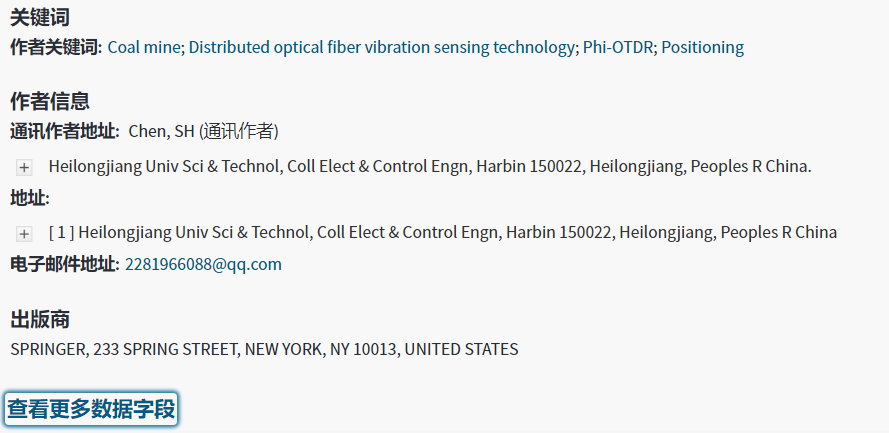 关键词
作者关键词: Coal mine; Distributed optical fiber vibration sensing technology; Phi-OTDR; Positioning
作者信息
通讯作者地址: Chen, SH (通讯作者)
Heilongjiang Univ Sci & Technol, Coll Elect & Control Engn, Harbin 150022, Heilongjiang, Peoples R China.
地址:
[ 1 ] Heilongjiang Univ Sci & Technol, Coll Elect & Control Engn, Harbin 150022, Heilongjiang, Peoples R China
电子邮件地址: 2281966088@qq.com
出版商
SPRINGER, 233 SPRING STREET, NEW YORK, NY 10013, UNITED STATES
查看更多数据字段